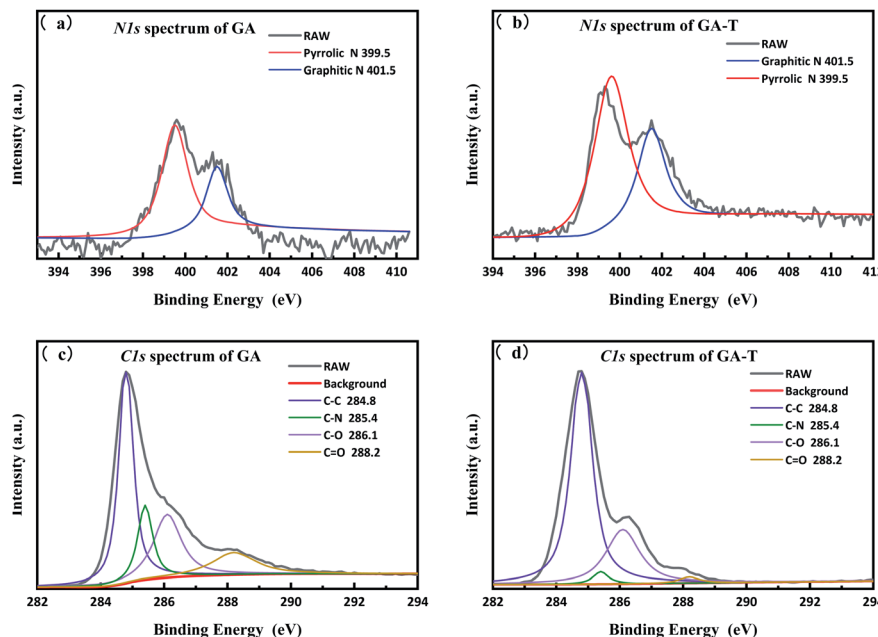 ( a)
N1s spectrum of GA
RAW
Pyrrolic N 399.5
Graphitic N 401.5
Intensity (a.u.)
394 396 398 400 402 404 406 408 410
Binding Energy (eV)
( b)
N1s spectrum of GA-T
RAW
Graphitic N 401.5
Pyrrolic N 399.5
Intensity (a.u.)
394 396 398 400 402 404 406 408 410 412
Binding Energy (eV)
( c)
C1s spectrum of GA
RAW
Background
C-C 284.8
C-N 285.4
C-O 286.1
C=O 288.2
Intensity (a.u.)
282 284 286 288 290 292 294
Binding Energy (eV)
( d)
C1s spectrum of GA-T
RAW
Background
C-C 284.8
C-N 285.4
C-O 286.1
C=O 288.2
Intensity (a.u.)
282 284 286 288 290 292 294
Binding Energy (eV)